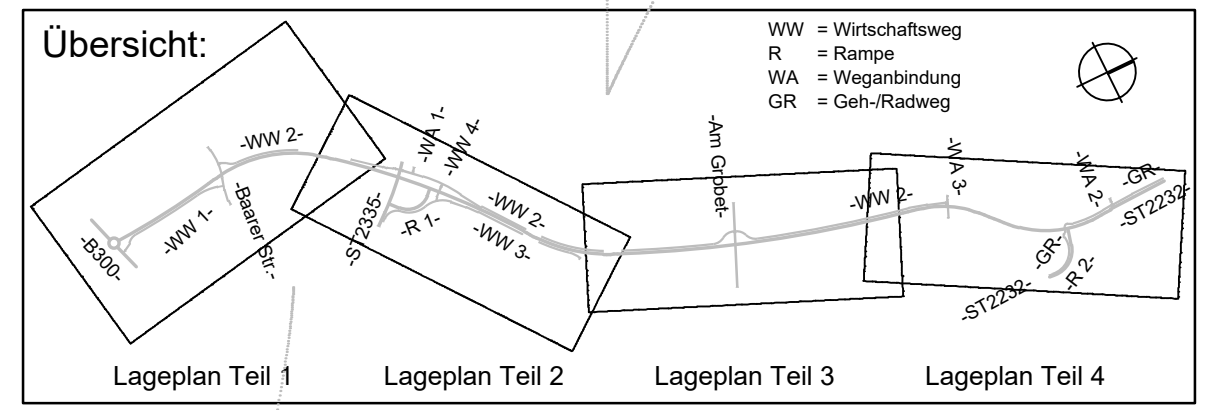 Übersicht:
WW = Wirtschaftsweg
R = Rampe
WA = Weganbindung
GR = Geh-/Radweg
-B300-
-WW 1-
-Baarer Str.-
-WW 2-
-ST2335-
-R 1-
-WA 1-
-WW 4-
-WW 2-
-WW 3-
-Am Grobet-
-WW 2-
-WA 3-
-WA 2-
-GR-
-ST2232-
-GR-
-R 2-
-ST2232-
Lageplan Teil 1
Lageplan Teil 2
Lageplan Teil 3
Lageplan Teil 4